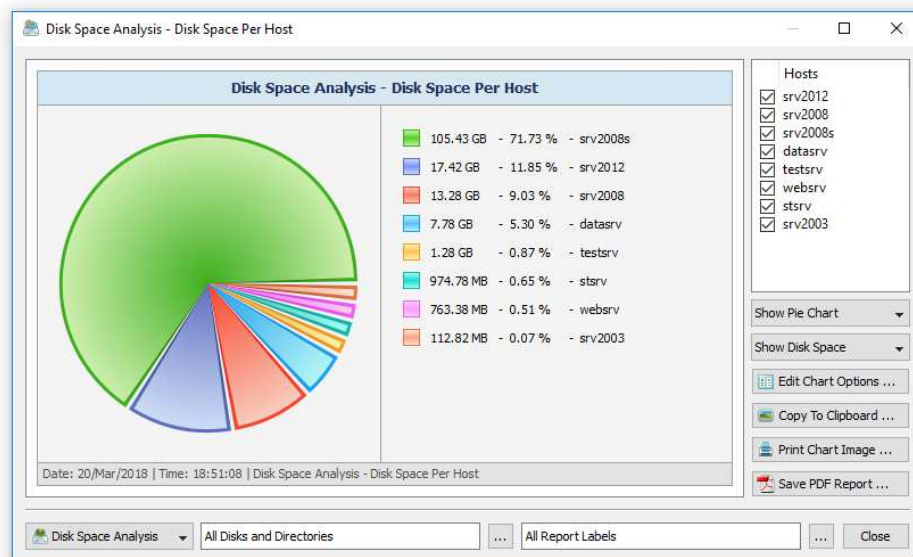 Disk Space Analysis - Disk Space Per Host
Disk Space Analysis - Disk Space Per Host
105.43 GB - 71.73 % - srv2008s
17.42 GB - 11.85 % - srv2012
13.28 GB - 9.03 % - srv2008
7.78 GB - 5.30 % - datasrv
1.28 GB - 0.87 % - testsrv
974.78 MB - 0.65 % - stsrv
763.38 MB - 0.51 % - websrv
112.82 MB - 0.07 % - srv2003
Date: 20/Mar/2018 | Time: 18:51:08 | Disk Space Analysis - Disk Space Per Host
Hosts
srv2012
srv2008
srv2008s
datasrv
testsrv
websrv
stsrv
srv2003
Show Pie Chart
Show Disk Space
Edit Chart Options ...
Copy To Clipboard ...
Print Chart Image ...
Save PDF Report ...
Disk Space Analysis All Disks and Directories ... All Report Labels ... Close